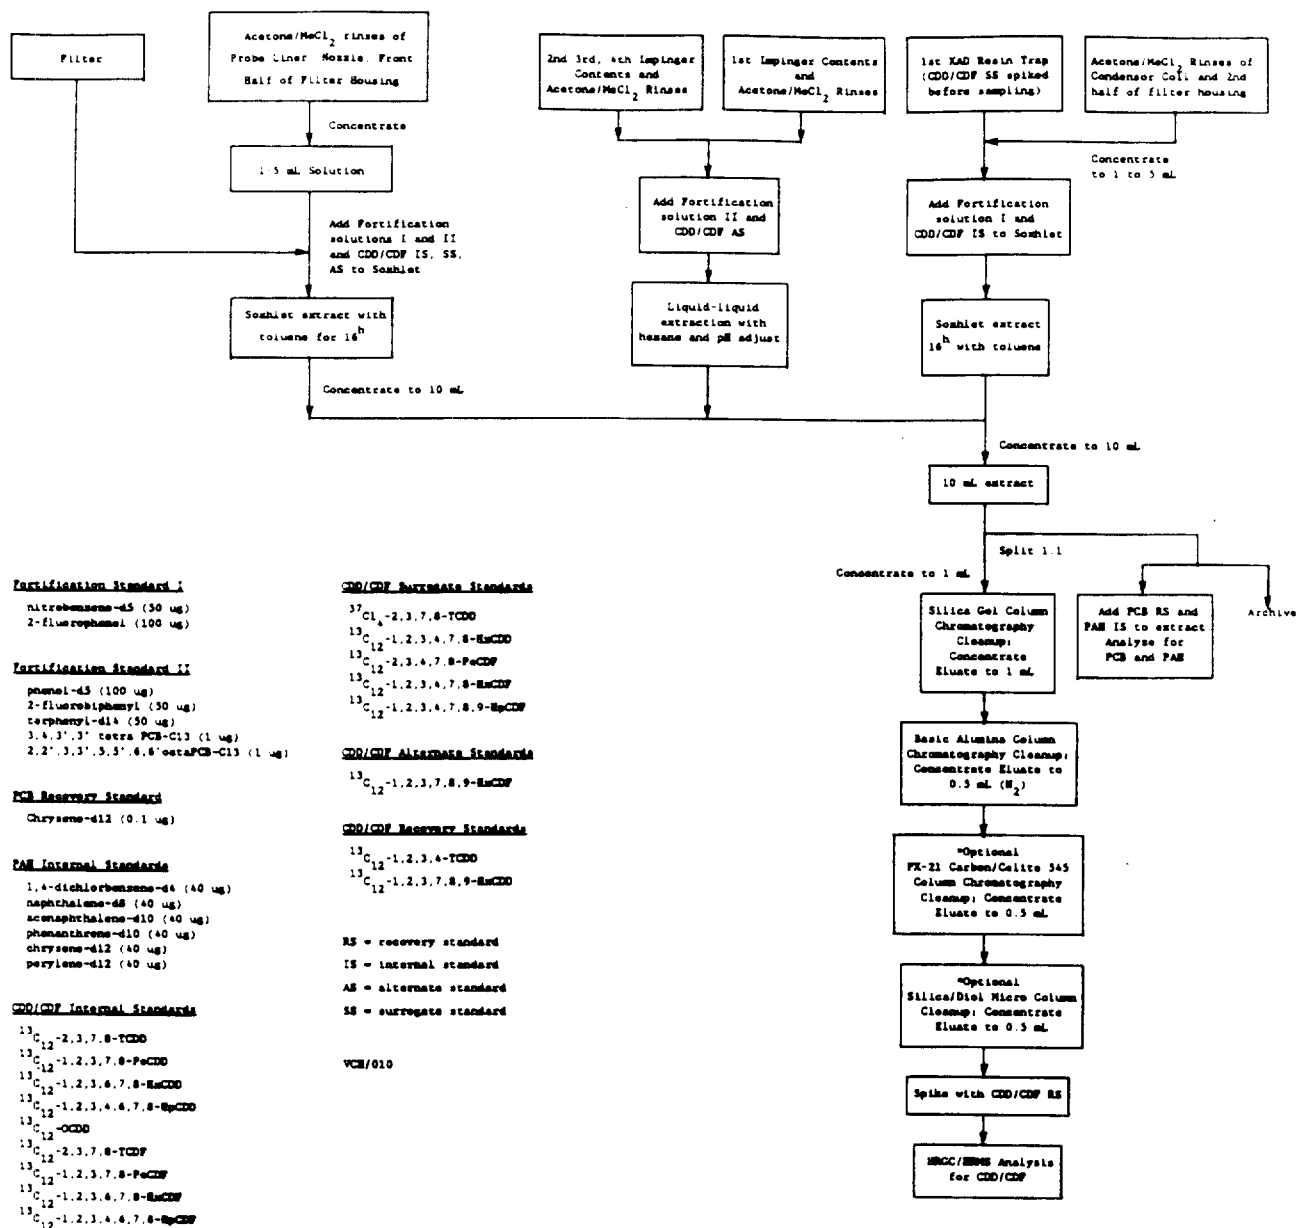 Filter
Acetone/MeCl2 rinses of
Probe Liner, Nozzle, Front
Half of Filter Housing
2nd 3rd, 4th Impinger
Contents and
Acetone/MeCl2 Rinses
1st Impinger Contents
and
Acetone/MeCl2 Rinses
1st XAD Resin Trap
(CDD/CDF SS spiked
before sampling)
Acetone/MeCl2 Rinses of
Condensor Coil and 2nd
half of filter housing
Concentrate
1-5 mL Solution
Concentrate
to 1 to 5 mL
Add Fortification
solutions I and II
and CDD/CDF IS, SS,
AS to Soxhlet
Add Fortification
solution II and
CDD/CDF AS
Add Fortification
solution I and
CDD/CDF IS to Soxhlet
Soxhlet extract with
toluene for 16h
Liquid-liquid
extraction with
hexane and pH adjust
Soxhlet extract
16h with toluene
Concentrate to 10 mL
Concentrate to 10 mL
10 mL extract
Split 1.1
Concentrate to 1 mL
Silica Gel Column
Chromatography
Cleanup;
Concentrate
Eluate to 1 mL
Add PCB RS and
PAH IS to extract
Analyse for
PCB and PAH
Archive
Basic Alumina Column
Chromatography Cleanup;
Concentrate Eluate to
0.5 mL (N2)
*Optional
PX-21 Carbon/Celite 545
Column Chromatography
Cleanup; Concentrate
Eluate to 0.5 mL
*Optional
Silica/Diol Micro Column
Cleanup; Concentrate
Eluate to 0.5 mL
Spike with CDD/CDF RS
HRGC/HRMS Analysis
for CDD/CDF
Fortification Standard I
nitrobenzene-d5 (50 ug)
2-fluorophenol (100 ug)
Fortification Standard II
phenol-d5 (100 ug)
2-fluorobiphenyl (50 ug)
terphenyl-d14 (50 ug)
3,4,3',3' tetra PCB-C13 (1 ug)
2,2',3,3',5,5',6,6'octaPCB-C13 (1 ug)
PCB Recovery Standard
Chrysene-d12 (0.1 ug)
PAH Internal Standards
1,4-dichlorbenzene-d4 (40 ug)
naphthalene-d8 (40 ug)
acenaphthalene-d10 (40 ug)
phenanthrene-d10 (40 ug)
chrysene-d12 (40 ug)
perylene-d12 (40 ug)
CDD/CDF Internal Standards
13C12-2,3,7,8-TCDD
13C12-1,2,3,7,8-PeCDD
13C12-1,2,3,6,7,8-HxCDD
13C12-1,2,3,4,6,7,8-HpCDD
13C12-OCDD
13C12-2,3,7,8-TCDF
13C12-1,2,3,7,8-PeCDF
13C12-1,2,3,6,7,8-HxCDF
13C12-1,2,3,4,6,7,8-HpCDF
CDD/CDF Surrogate Standards
37Cl4-2,3,7,8-TCDD
13C12-1,2,3,4,7,8-HxCDD
13C12-2,3,4,7,8-PeCDF
13C12-1,2,3,4,7,8-HxCDF
13C12-1,2,3,4,7,8,9-HpCDF
CDD/CDF Alternate Standards
13C12-1,2,3,7,8,9-HxCDF
CDD/CDF Recovery Standards
13C12-1,2,3,4-TCDD
13C12-1,2,3,7,8,9-HxCDD
RS = recovery standard
IS = internal standard
AS = alternate standard
SS = surrogate standard
VCH/010